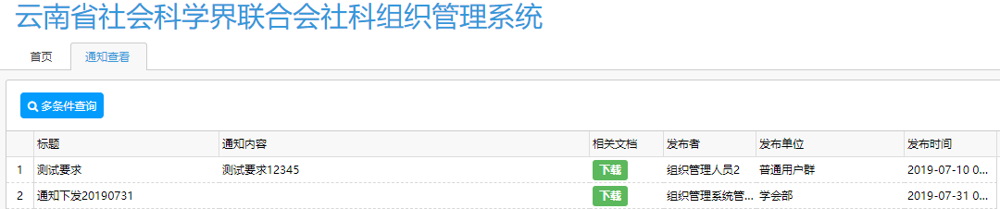 云南省社会科学界联合会社科组织管理系统
首页 通知查看
多条件查询
标题 通知内容 相关文档 发布者 发布单位 发布时间
1 测试要求 测试要求12345 下载 组织管理人员2 普通用户群 2019-07-10 0...
2 通知下发20190731 下载 组织管理系统管... 学会部 2019-07-31 0...